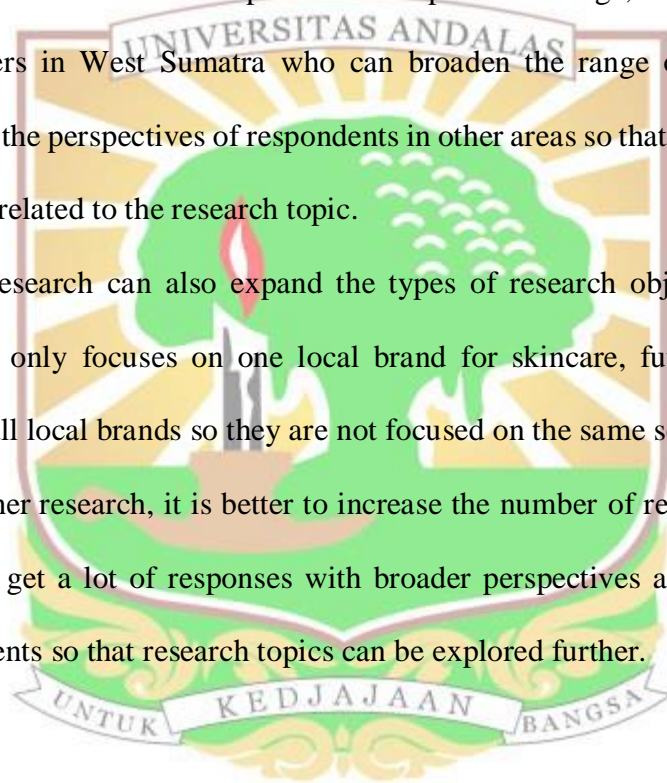 UNIVERSITAS ANDALAS
ers in West Sumatra who can broaden the range
the perspectives of respondents in other areas so that
related to the research topic.
esearch can also expand the types of research obj
only focuses on one local brand for skincare, fu
ll local brands so they are not focused on the same s
her research, it is better to increase the number of re
get a lot of responses with broader perspectives a
ents so that research topics can be explored further.
UNTUK KEDJAJAAN BANGSA